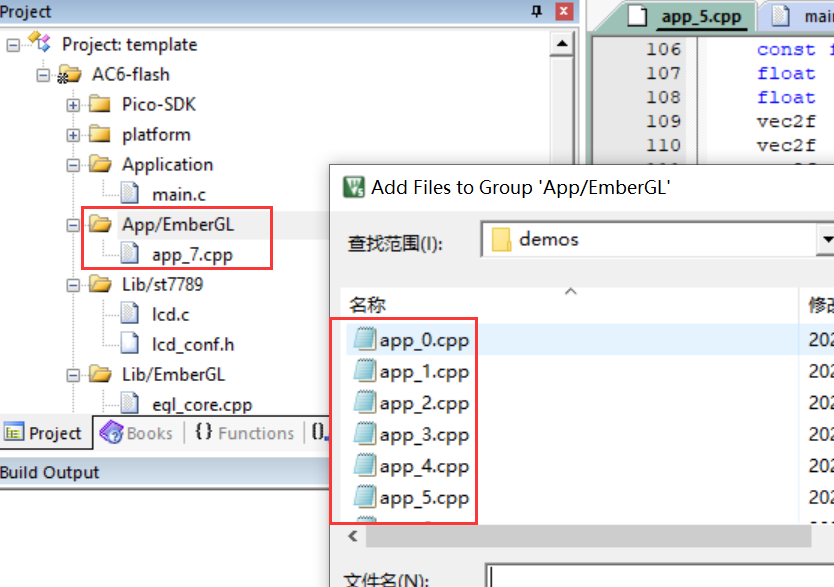 Project
app_5.cpp
mai
Project: template
AC6-flash
Pico-SDK
platform
Application
main.c
App/EmberGL
app_7.cpp
Lib/st7789
lcd.c
lcd_conf.h
Lib/EmberGL
egl_core.cpp
Project
Books
{} Functions
Build Output
106 const f
107 float
108 float
109 vec2f
110 vec2f
Add Files to Group 'App/EmberGL'
查找范围(I):
demos
名称
修改
app_0.cpp 202
app_1.cpp 202
app_2.cpp 202
app_3.cpp 202
app_4.cpp 202
app_5.cpp 202
文件名(N):